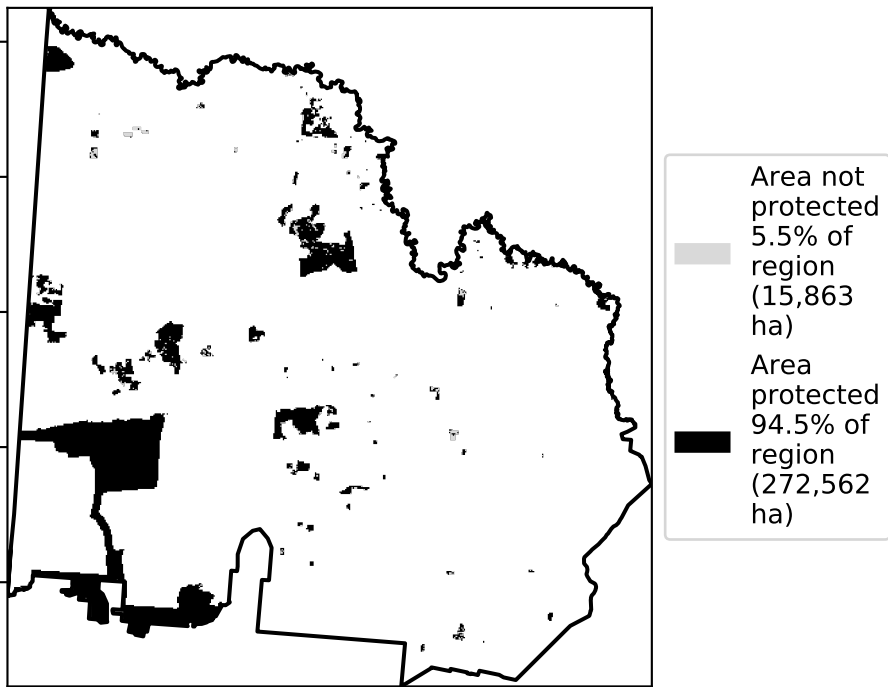 Area not
protected
5.5% of
region
(15,863
ha)
Area
protected
94.5% of
region
(272,562
ha)